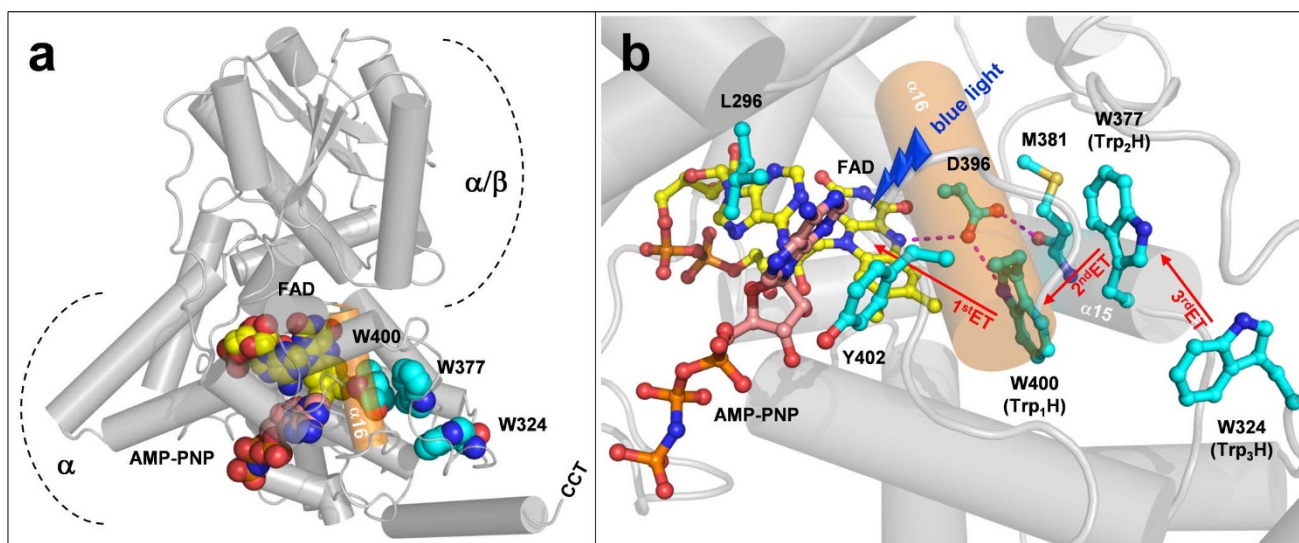 a
α/β
FAD
W400
W377
W324
α16
AMP-PNP
α
CCT
b
L296
α16
blue light
W377
(Trp₂H)
M381
FAD
D396
2ⁿᵈET
3ʳᵈET
1ˢᵗET
α15
Y402
W400
(Trp₁H)
AMP-PNP
W324
(Trp₃H)